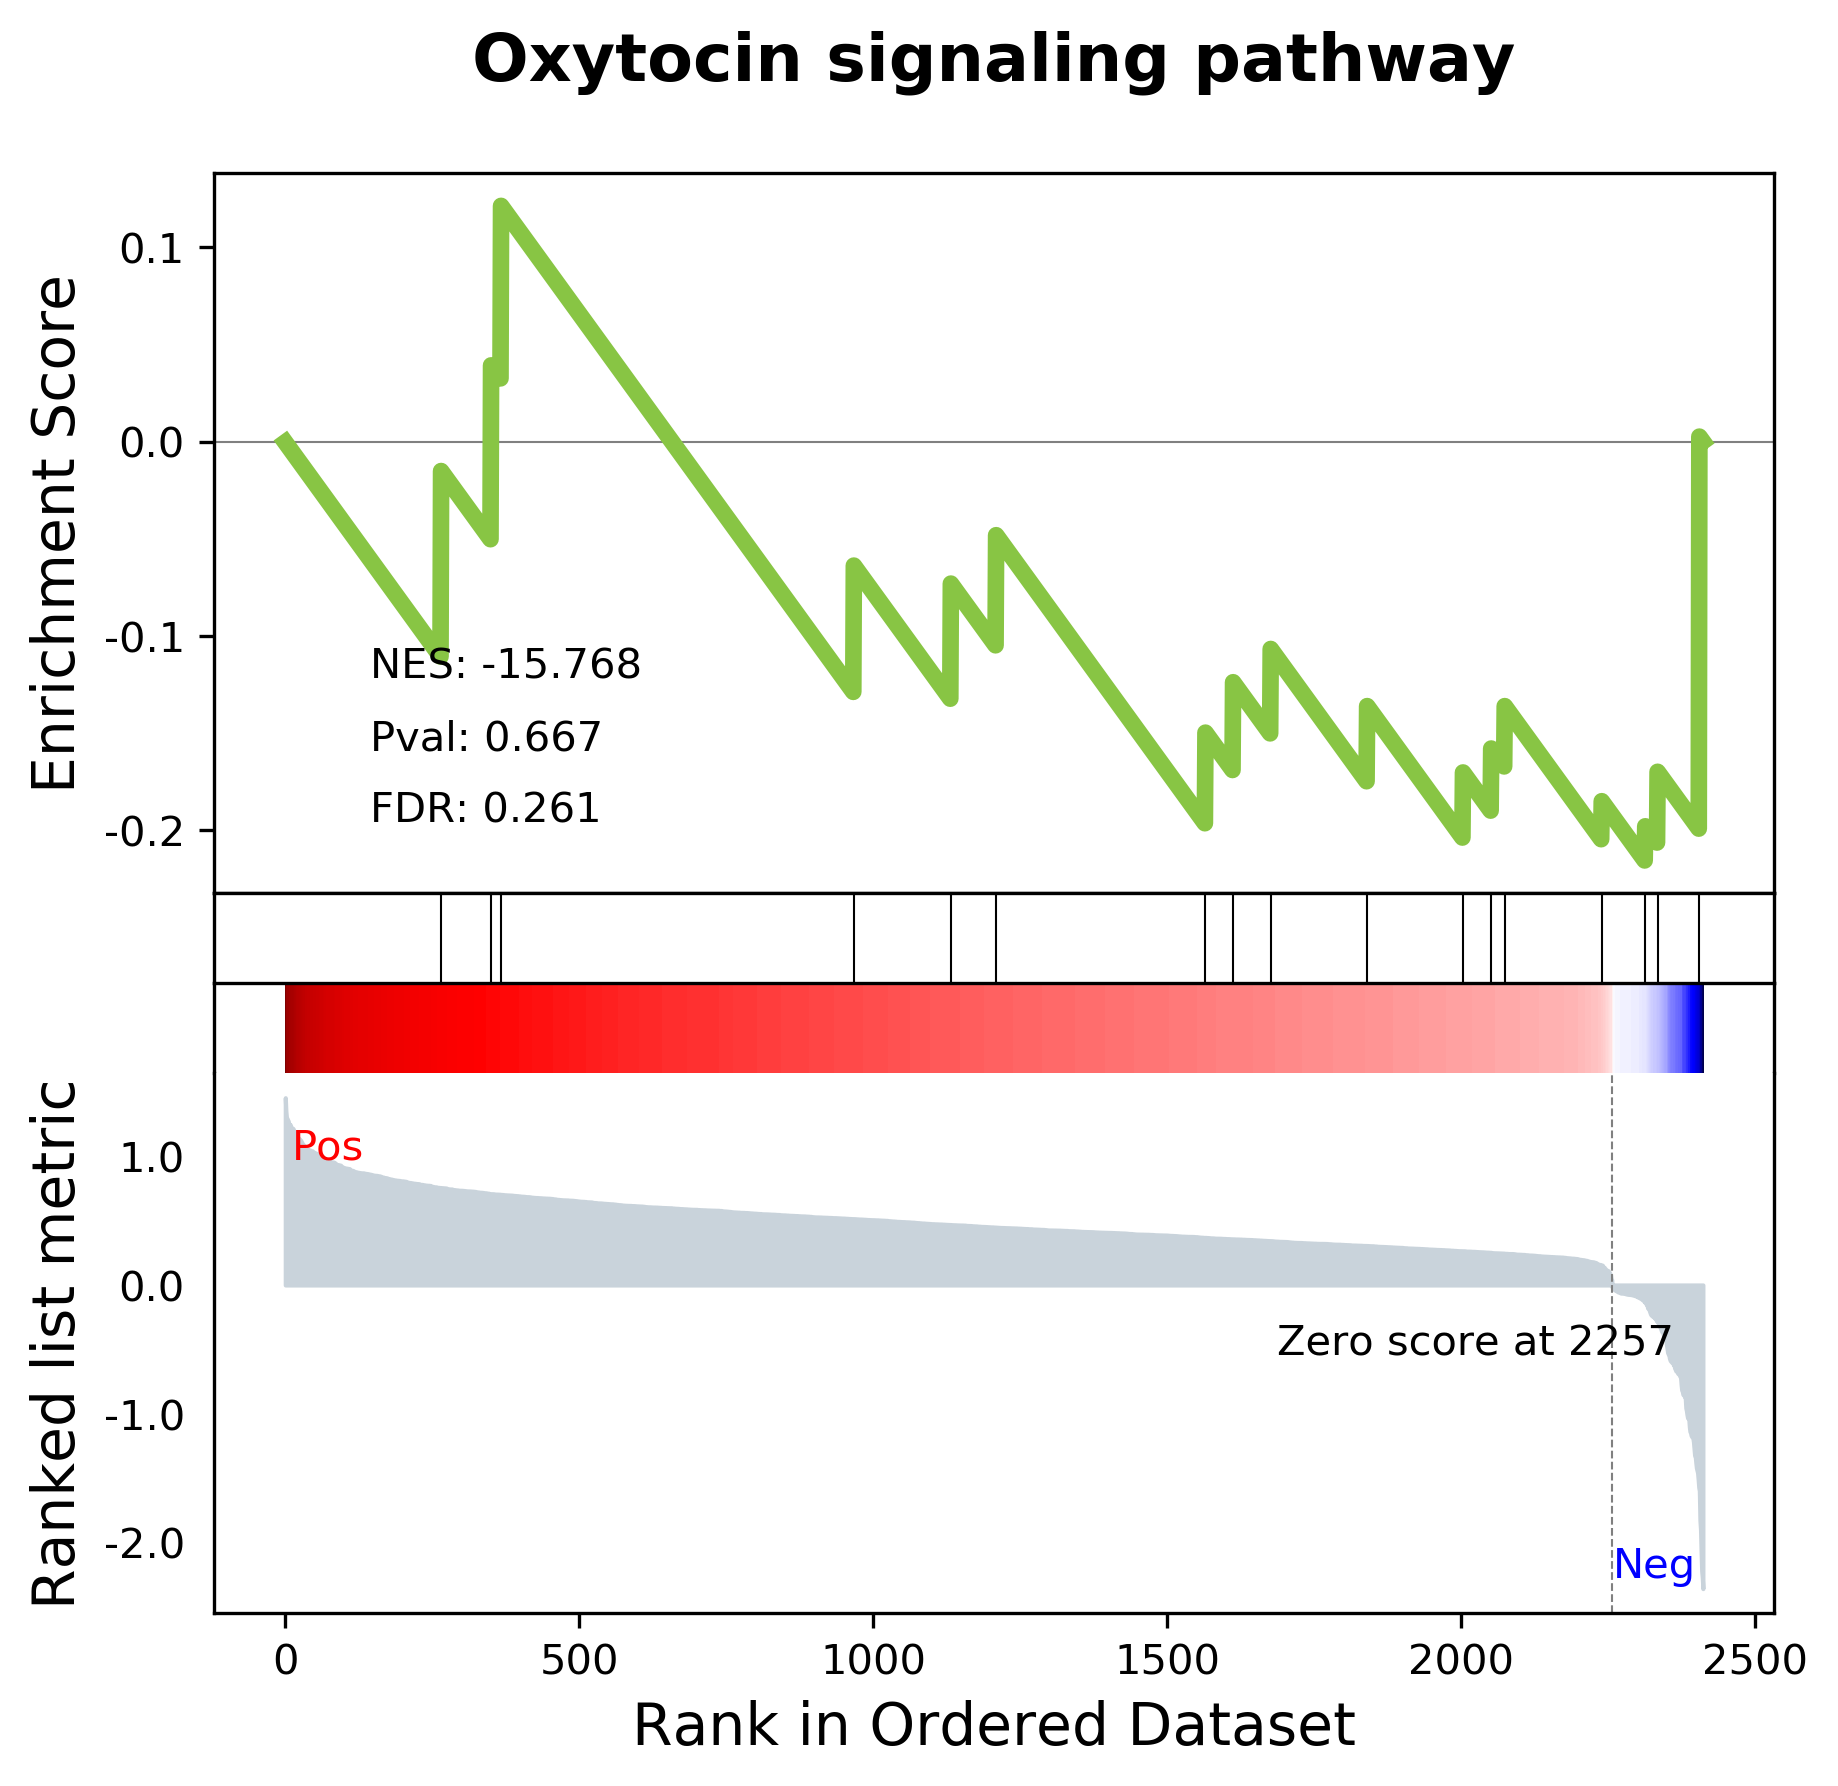 Oxytocin signaling pathway
Enrichment Score
0.1
0.0
-0.1
-0.2
NES: -15.768
Pval: 0.667
FDR: 0.261
Ranked list metric
1.0
0.0
-1.0
-2.0
Pos
Zero score at 2257
Neg
0 500 1000 1500 2000 2500
Rank in Ordered Dataset